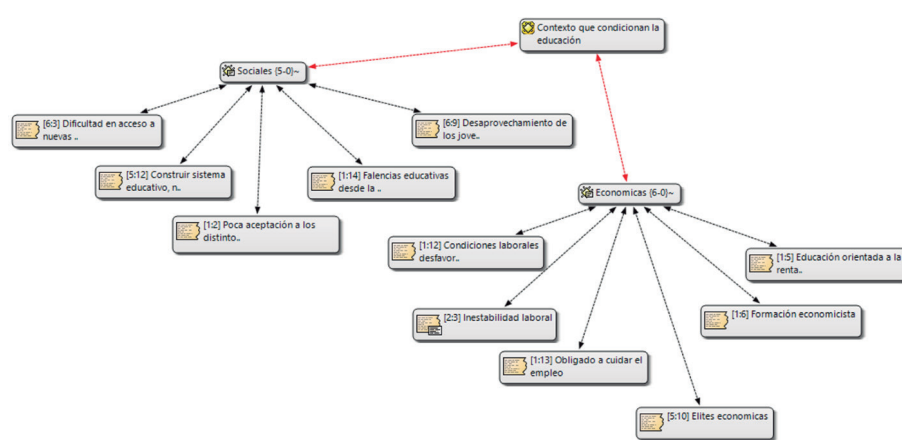 Contexto que condicionan la
educación
Sociales {5-0}~
[6:3] Dificultad en acceso a
nuevas ..
[6:9] Desaprovechamiento de
los jove..
[5:12] Construir sistema
educativo, n..
[1:14] Falencias educativas
desde la ..
[1:2] Poca aceptación a los
distinto..
Economicas {6-0}~
[1:12] Condiciones laborales
desfavor..
[1:5] Educación orientada a la
renta..
[2:3] Inestabilidad laboral
[1:6] Formación economicista
[1:13] Obligado a cuidar el
empleo
[5:10] Elites economicas